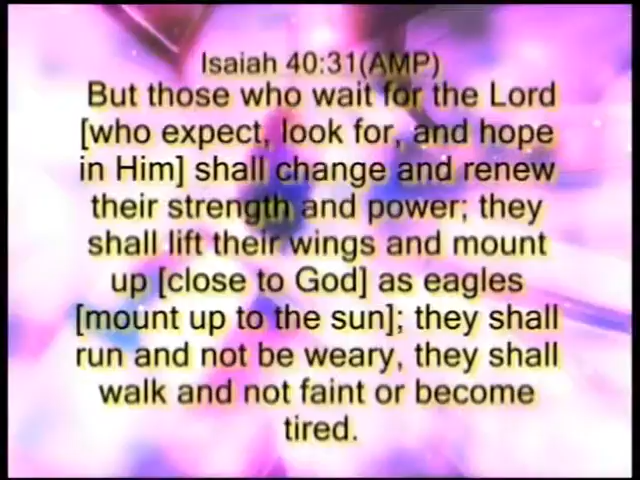 Isaiah 40:31(AMP)
But those who wait for the Lord
[who expect, look for, and hope
in Him] shall change and renew
their strength and power; they
shall lift their wings and mount
up [close to God] as eagles
[mount up to the sun]; they shall
run and not be weary, they shall
walk and not faint or become
tired.